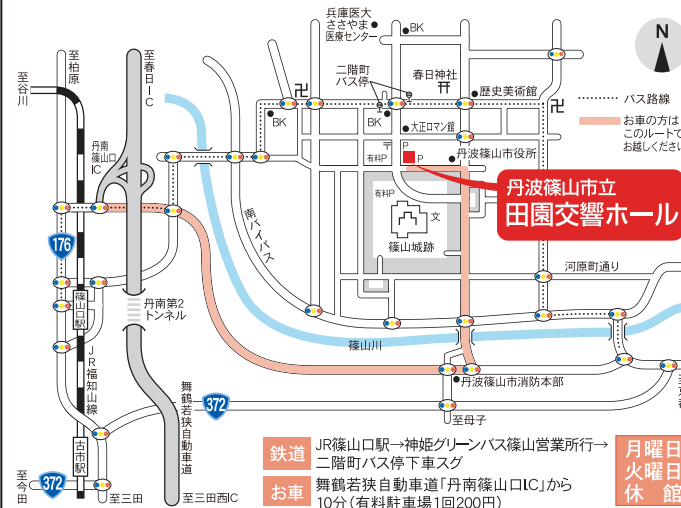 兵庫医大
ささやま
医療センター
BK
N
至柏原
至春日IC
至谷川
二階町
バス停
春日神社
卍
歴史美術館
卍
バス路線
お車の方は
このルートで
お越しください
BK
BK
大正ロマン館
丹南
篠山口
IC
〒
P
有料P
P
丹波篠山市役所
丹波篠山市立
田園交響ホール
有料P
文
篠山城跡
南バイパス
176
河原町通り
篠山口駅
丹南第2
トンネル
篠山川
JR福知山線
舞鶴若狭自動車道
丹波篠山市消防本部
372
至母子
古市駅
至今田
372
至三田
至三田西IC
鉄道
JR篠山口駅→神姫グリーンバス篠山営業所行→
二階町バス停下車スグ
お車
舞鶴若狭自動車道「丹南篠山口I.C」から
10分(有料駐車場1回200円)
月曜日
火曜日
休館